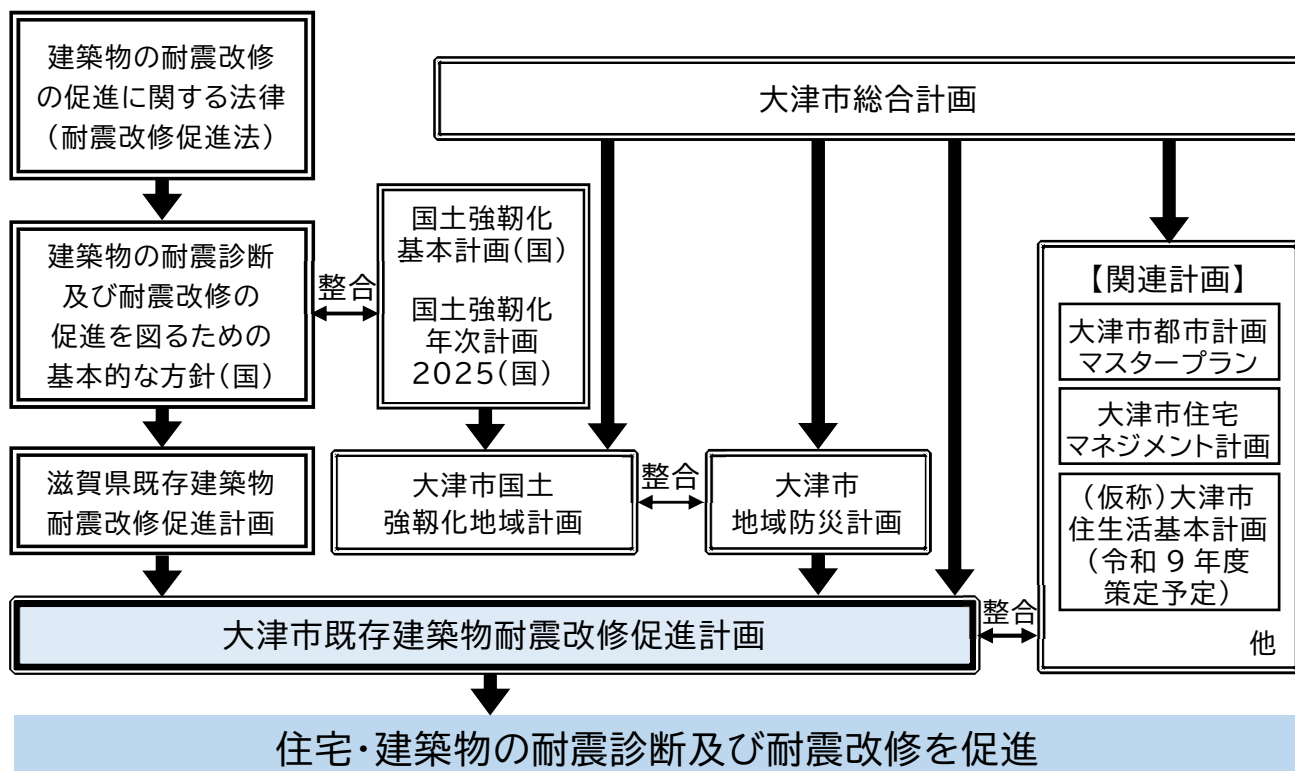 建築物の耐震改修
の促進に関する法律
（耐震改修促進法）
大津市総合計画
建築物の耐震診断
及び耐震改修の
促進を図るための
基本的な方針（国）
整合
国土強靭化
基本計画（国）
国土強靭化
年次計画
2025（国）
【関連計画】
大津市都市計画
マスタープラン
大津市住宅
マネジメント計画
（仮称）大津市
住生活基本計画
（令和 9 年度
策定予定）
他
滋賀県既存建築物
耐震改修促進計画
大津市国土
強靱化地域計画
整合
大津市
地域防災計画
大津市既存建築物耐震改修促進計画
整合
住宅・建築物の耐震診断及び耐震改修を促進